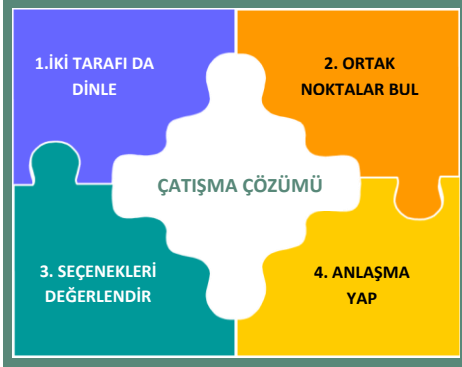 1.İKİ TARAFI DA
DİNLE
2. ORTAK
NOKTALAR BUL
ÇATIŞMA ÇÖZÜMÜ
3. SEÇENEKLERİ
DEĞERLENDİR
4. ANLAŞMA
YAP